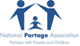 National Portage Association
Partners with Parents and Children